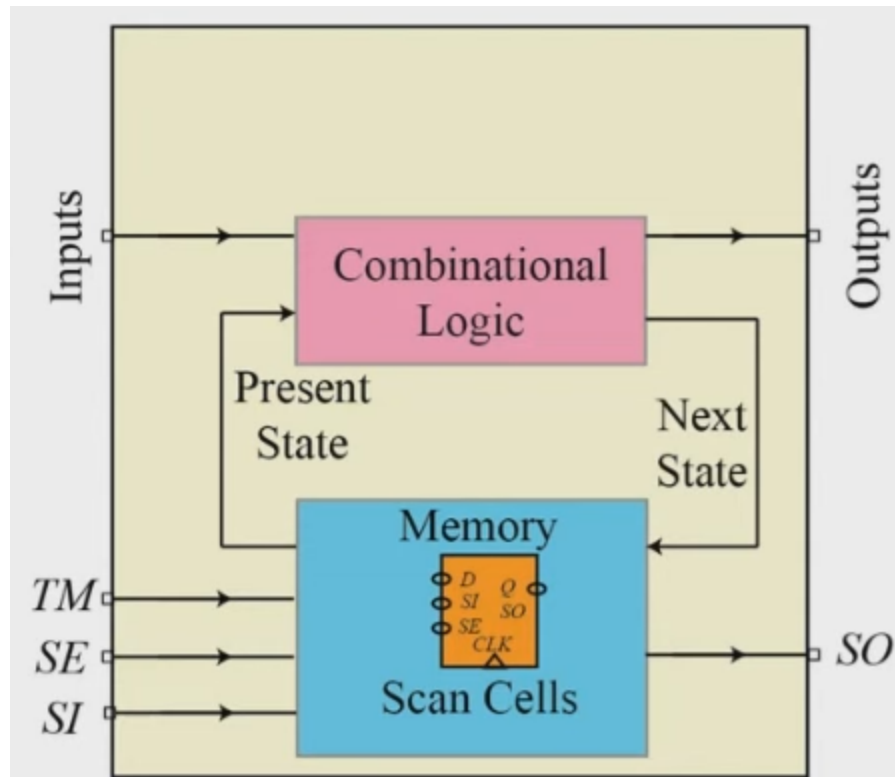 Inputs
Combinational
Logic
Outputs
Present
State
Next
State
Memory
D
Q
SI
SO
SE
CLK
Scan Cells
TM
SE
SI
SO